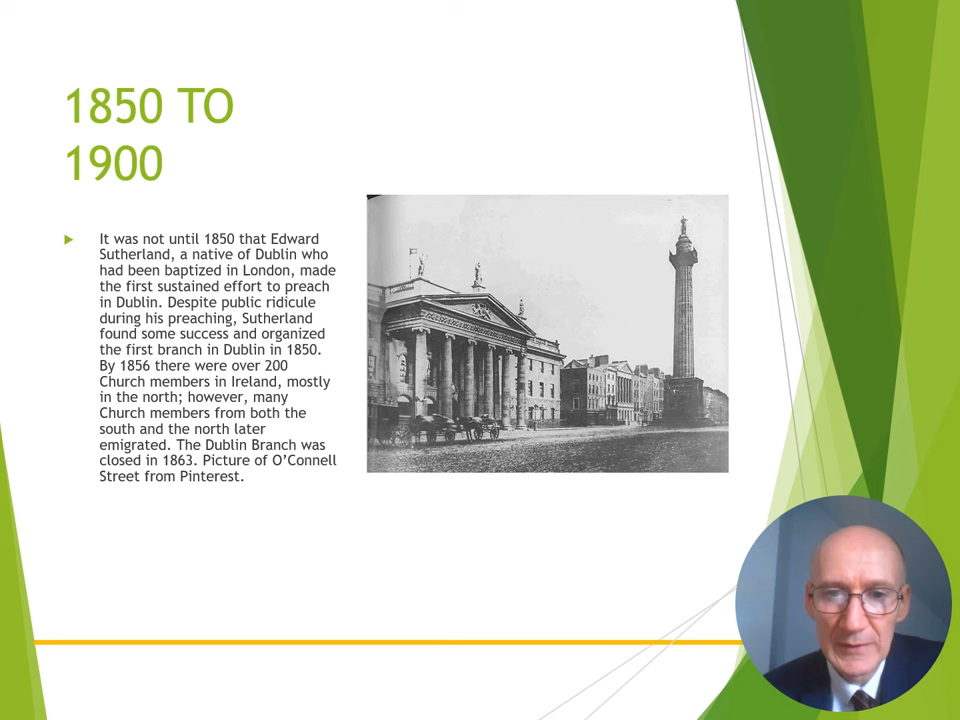 1850 TO
1900
It was not until 1850 that Edward
Sutherland, a native of Dublin who
had been baptized in London, made
the first sustained effort to preach
in Dublin. Despite public ridicule
during his preaching, Sutherland
found some success and organized
the first branch in Dublin in 1850.
By 1856 there were over 200
Church members in Ireland, mostly
in the north; however, many
Church members from both the
south and the north later
emigrated. The Dublin Branch was
closed in 1863. Picture of O’Connell
Street from Pinterest.